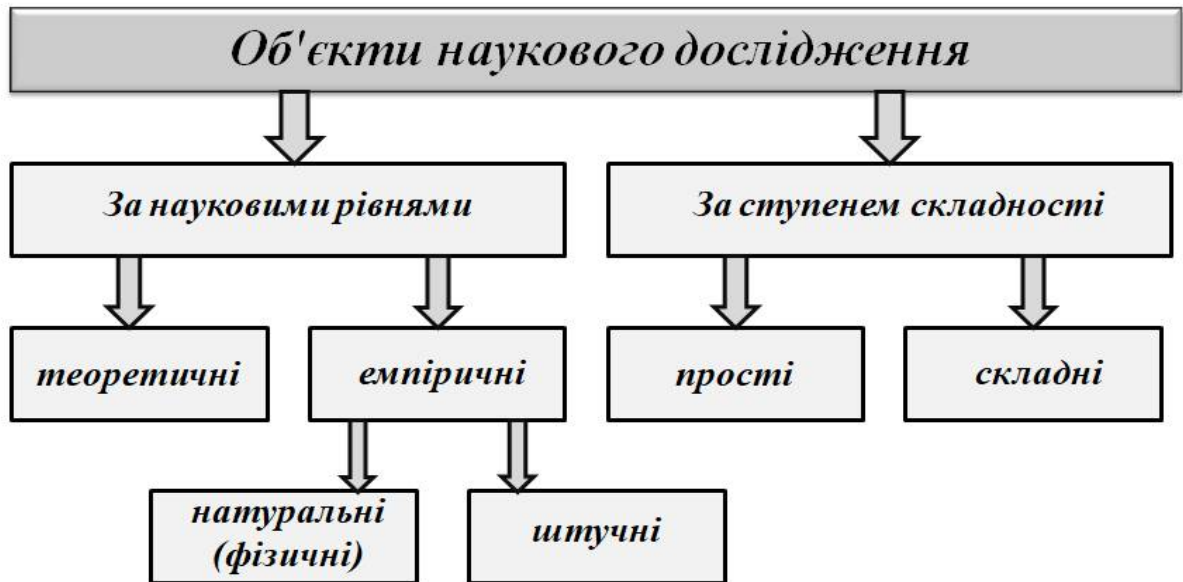 Об'єкти наукового дослідження
За науковими рівнями
За ступенем складності
теоретичні
емпіричні
прості
складні
натуральні
(фізичні)
штучні